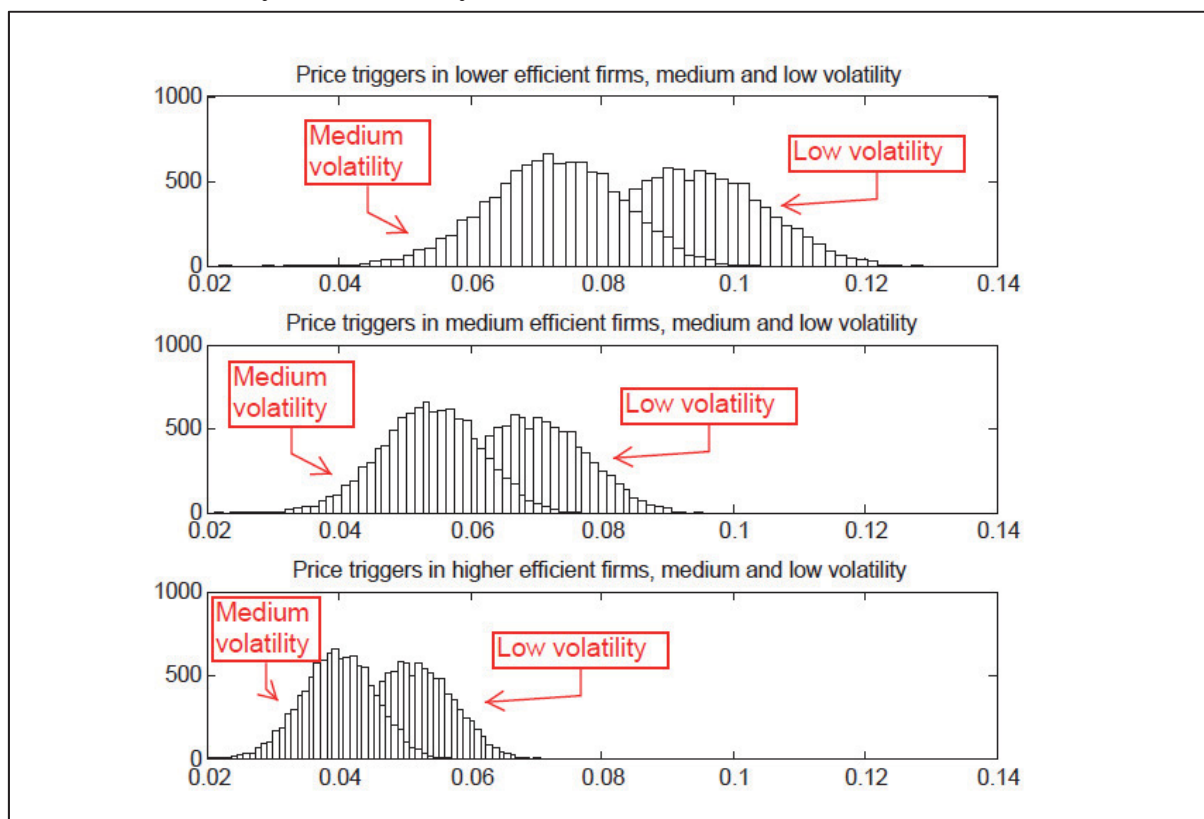 Price triggers in lower efficient firms, medium and low volatility
1000
500
0
Medium
volatility
Low volatility
0.02 0.04 0.06 0.08 0.1 0.12 0.14
Price triggers in medium efficient firms, medium and low volatility
1000
500
0
Medium
volatility
Low volatility
0.02 0.04 0.06 0.08 0.1 0.12 0.14
Price triggers in higher efficient firms, medium and low volatility
1000
500
0
Medium
volatility
Low volatility
0.02 0.04 0.06 0.08 0.1 0.12 0.14